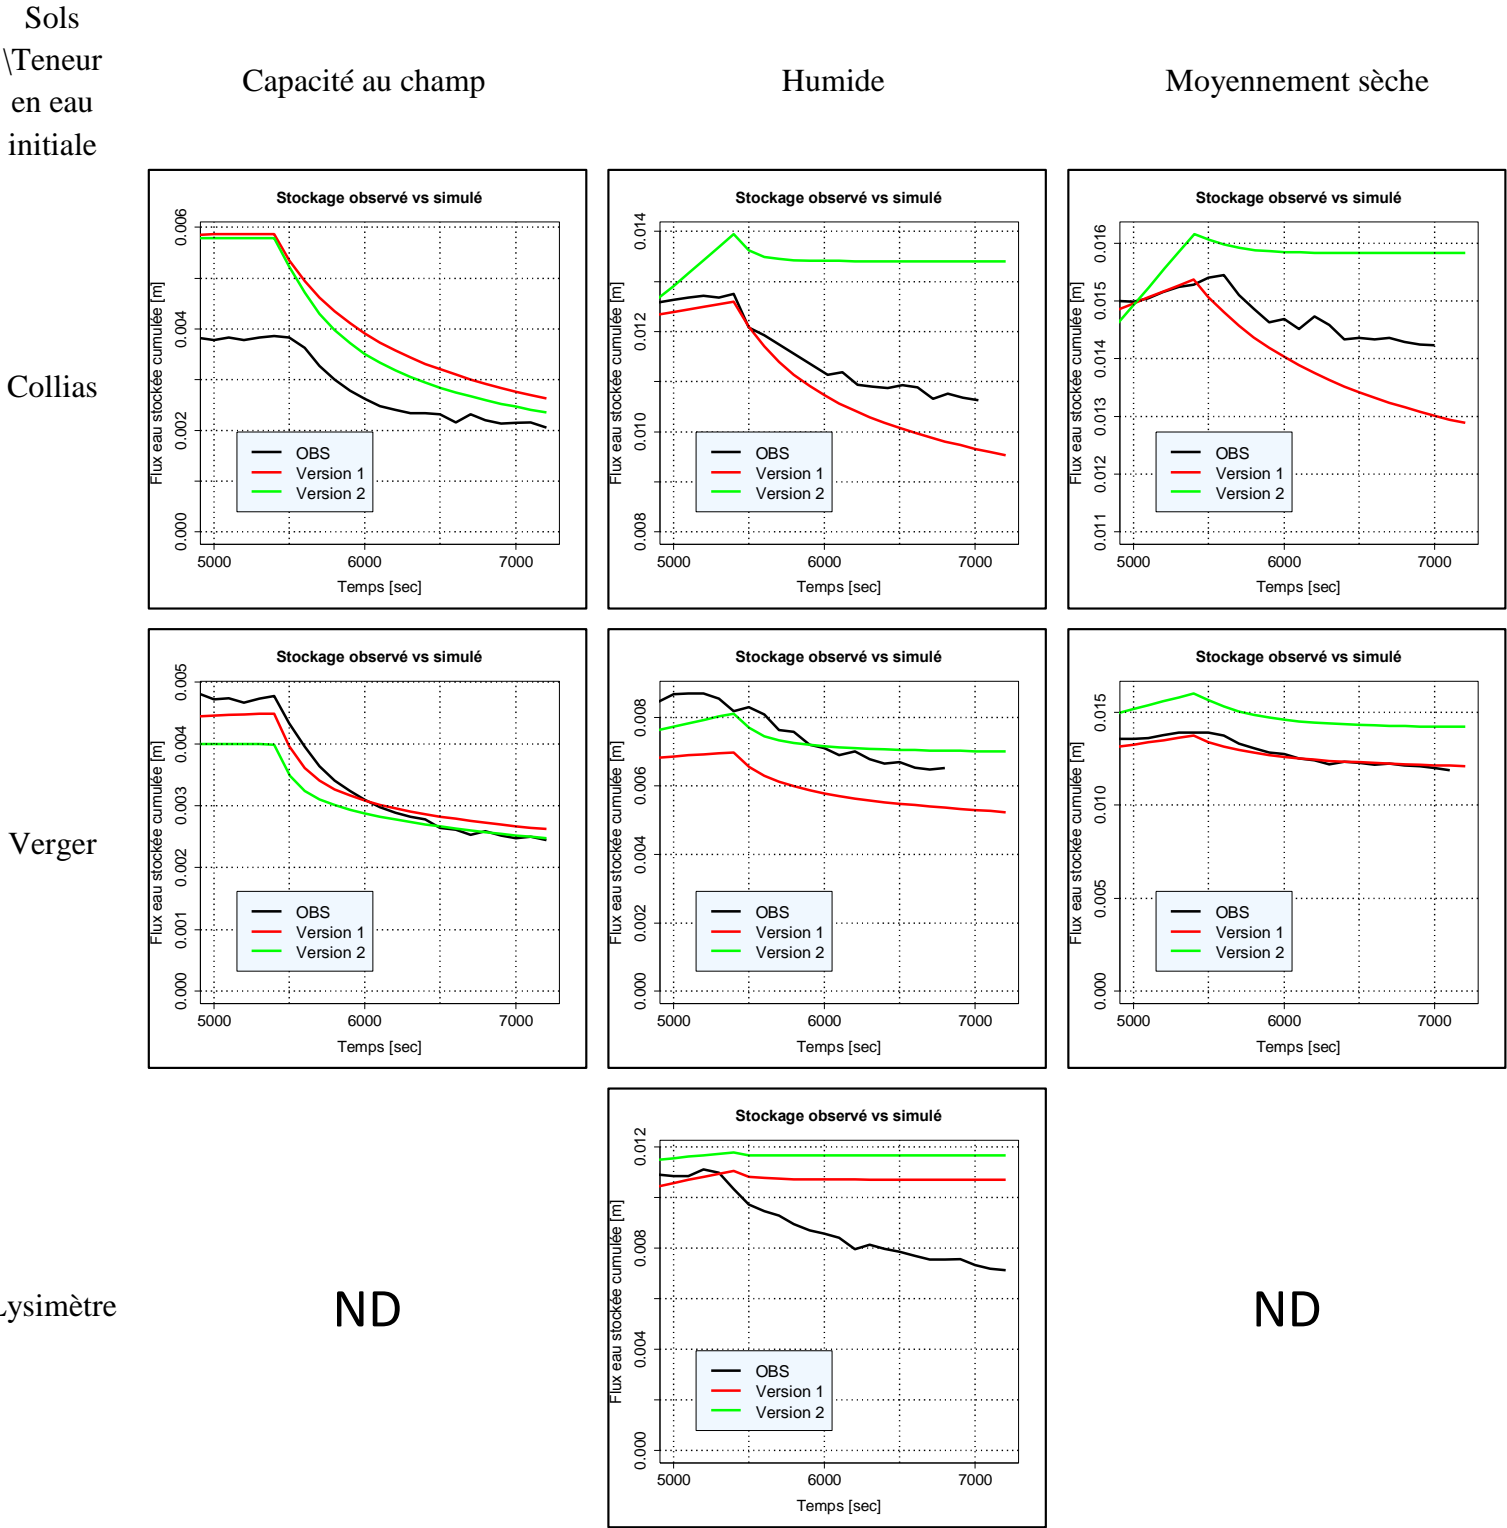 Sols
\Teneur
en eau
initiale
Capacité au champ
Humide
Moyennement sèche
Collias
Stockage observé vs simulé
Flux eau stockée cumulée [m]
0.006
0.004
0.002
0.000
OBS
Version 1
Version 2
5000 6000 7000
Temps [sec]
Stockage observé vs simulé
Flux eau stockée cumulée [m]
0.014
0.012
0.010
0.008
OBS
Version 1
Version 2
5000 6000 7000
Temps [sec]
Stockage observé vs simulé
Flux eau stockée cumulée [m]
0.016
0.015
0.014
0.013
0.012
0.011
OBS
Version 1
Version 2
5000 6000 7000
Temps [sec]
Verger
Stockage observé vs simulé
Flux eau stockée cumulée [m]
0.005
0.004
0.003
0.002
0.001
0.000
OBS
Version 1
Version 2
5000 6000 7000
Temps [sec]
Stockage observé vs simulé
Flux eau stockée cumulée [m]
0.008
0.006
0.004
0.002
0.000
OBS
Version 1
Version 2
5000 6000 7000
Temps [sec]
Stockage observé vs simulé
Flux eau stockée cumulée [m]
0.015
0.010
0.005
0.000
OBS
Version 1
Version 2
5000 6000 7000
Temps [sec]
Lysimètre
ND
Stockage observé vs simulé
Flux eau stockée cumulée [m]
0.012
0.008
0.004
0.000
OBS
Version 1
Version 2
5000 6000 7000
Temps [sec]
ND